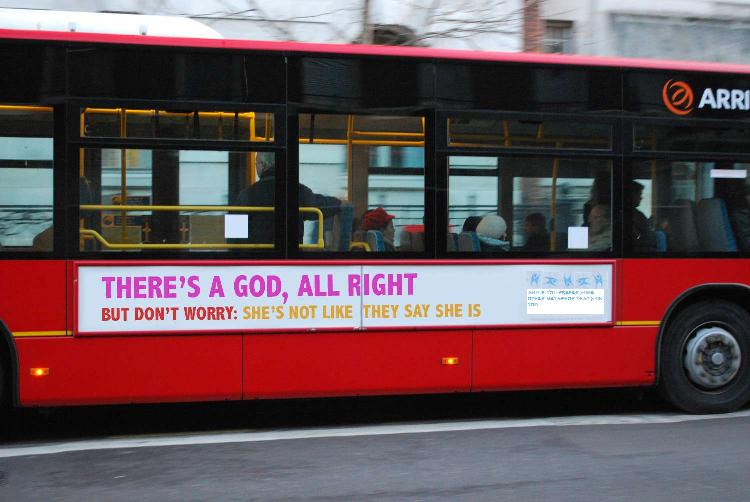 ARRI
THERE'S A GOD, ALL RIGHT
BUT DON'T WORRY: SHE'S NOT LIKE THEY SAY SHE IS